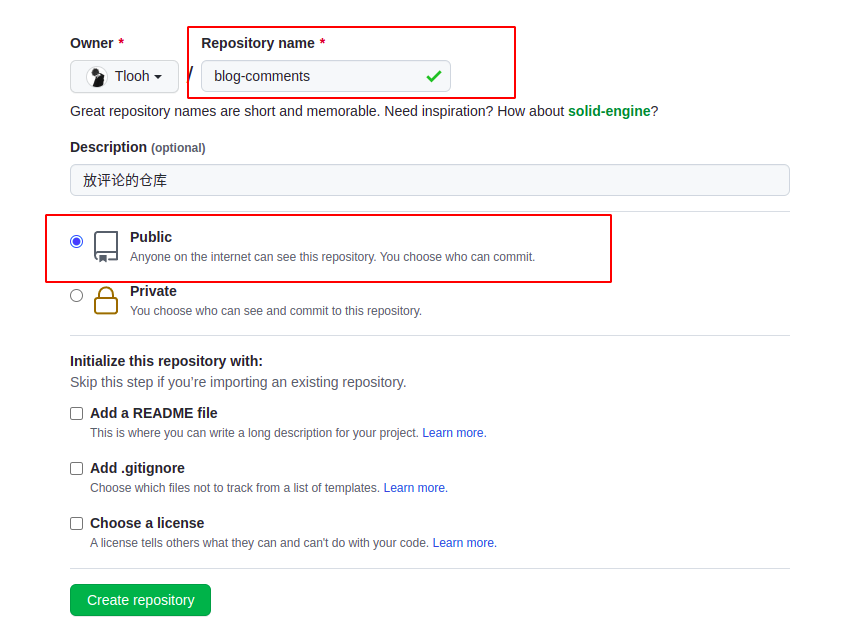 Owner * Repository name *
Tlooh / blog-comments
Great repository names are short and memorable. Need inspiration? How about solid-engine?
Description (optional)
放评论的仓库
Public
Anyone on the internet can see this repository. You choose who can commit.
Private
You choose who can see and commit to this repository.
Initialize this repository with:
Skip this step if you’re importing an existing repository.
Add a README file
This is where you can write a long description for your project. Learn more.
Add .gitignore
Choose which files not to track from a list of templates. Learn more.
Choose a license
A license tells others what they can and can't do with your code. Learn more.
Create repository